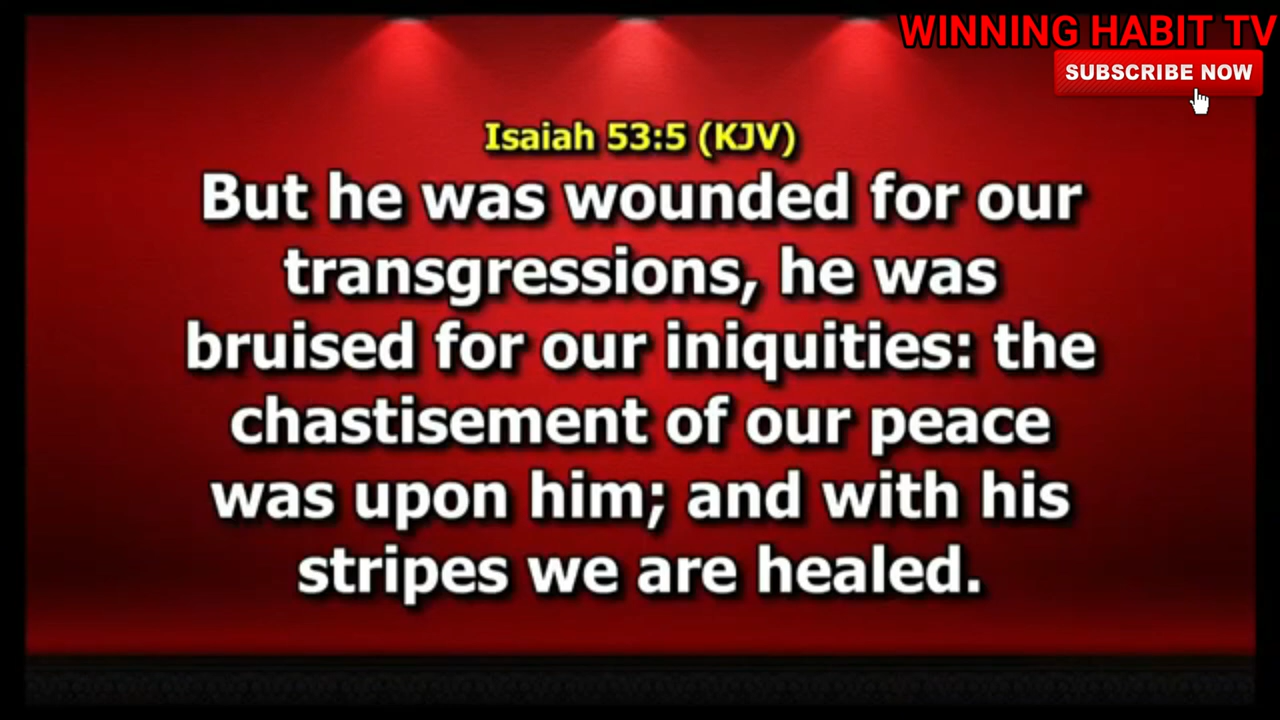 WINNING HABIT TV
SUBSCRIBE NOW
Isaiah 53:5 (KJV)
But he was wounded for our
transgressions, he was
bruised for our iniquities: the
chastisement of our peace
was upon him; and with his
stripes we are healed.